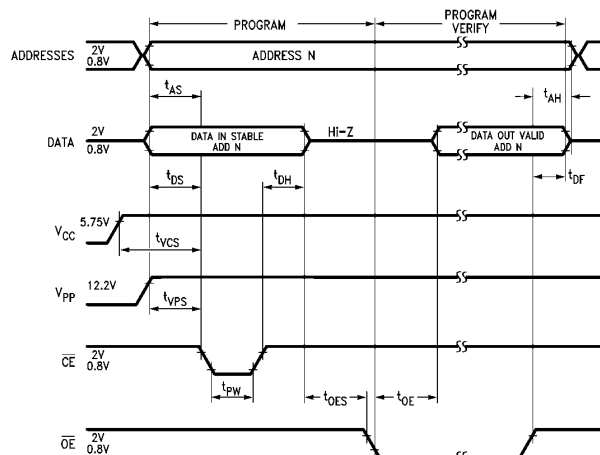 PROGRAM
PROGRAM
VERIFY
ADDRESSES
2V
0.8V
ADDRESS N
tAS
tAH
DATA
2V
0.8V
DATA IN STABLE
ADD N
Hi-Z
DATA OUT VALID
ADD N
tDS
tDH
tDF
VCC
5.75V
tVCS
VPP
12.2V
tVPS
CE
2V
0.8V
tPW
tOES
tOE
OE
2V
0.8V